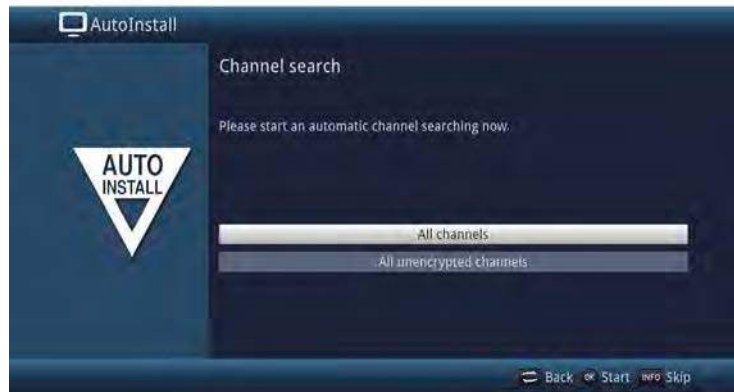 AutoInstall
Channel search
Please start an automatic channel searching now.
AUTO
INSTALL
All channels
All unencrypted channels
Back OK Start INFO Skip